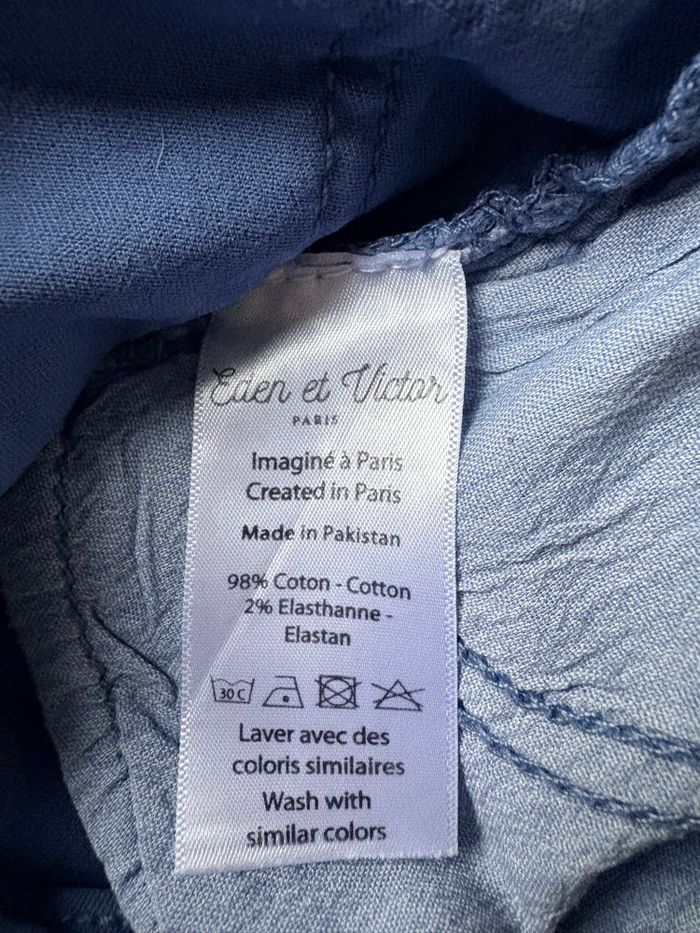 Eden et Victor
PARIS
Imaginé à Paris
Created in Paris
Made in Pakistan
98% Coton - Cotton
2% Elasthanne -
Elastan
30 C
Laver avec des
coloris similaires
Wash with
similar colors